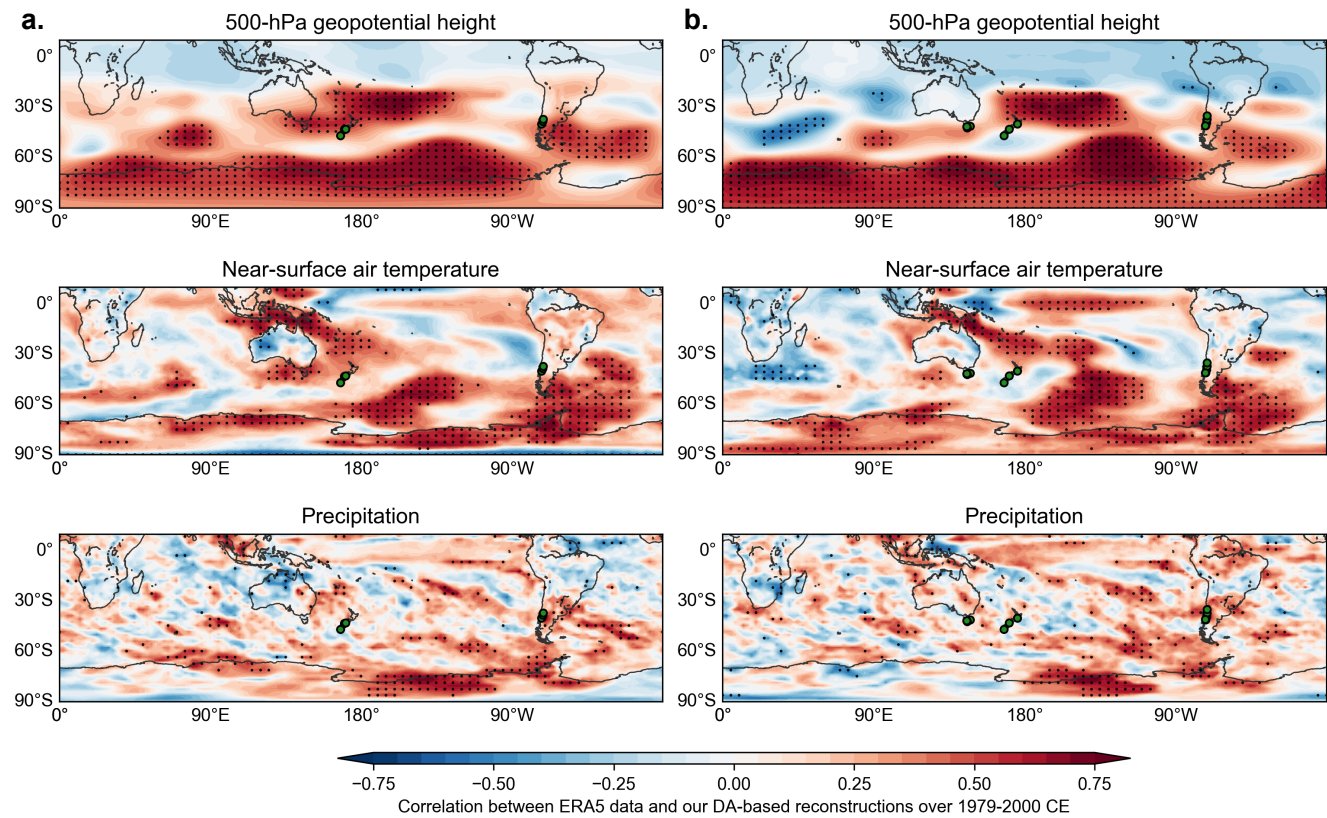 a.
500-hPa geopotential height
0°
30°S
60°S
90°S
0° 90°E 180° 90°W
Near-surface air temperature
0°
30°S
60°S
90°S
0° 90°E 180° 90°W
Precipitation
0°
30°S
60°S
90°S
0° 90°E 180° 90°W
b.
500-hPa geopotential height
0°
30°S
60°S
90°S
0° 90°E 180° 90°W
Near-surface air temperature
0°
30°S
60°S
90°S
0° 90°E 180° 90°W
Precipitation
0°
30°S
60°S
90°S
0° 90°E 180° 90°W
−0.75 −0.50 −0.25 0.00 0.25 0.50 0.75
Correlation between ERA5 data and our DA-based reconstructions over 1979-2000 CE